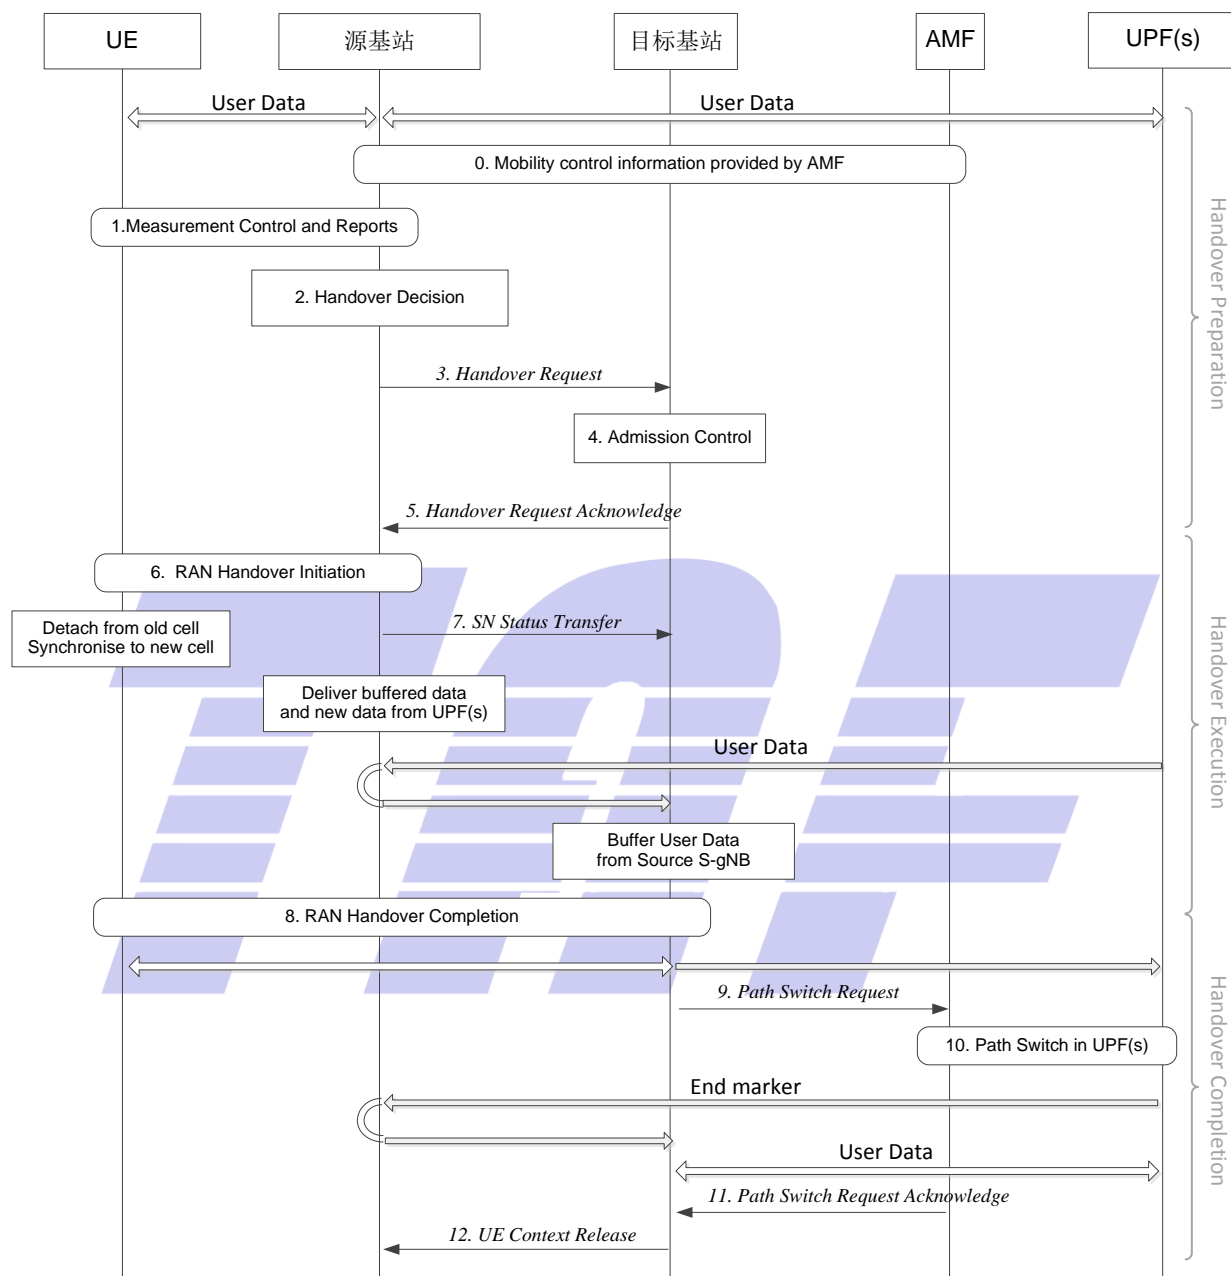 UE
源基站
目标基站
AMF
UPF(s)
User Data
User Data
0. Mobility control information provided by AMF
1.Measurement Control and Reports
2. Handover Decision
3. Handover Request
4. Admission Control
5. Handover Request Acknowledge
Handover Preparation
6. RAN Handover Initiation
7. SN Status Transfer
Detach from old cell
Synchronise to new cell
Deliver buffered data
and new data from UPF(s)
User Data
Buffer User Data
from Source S-gNB
Handover Execution
8. RAN Handover Completion
9. Path Switch Request
10. Path Switch in UPF(s)
End marker
User Data
11. Path Switch Request Acknowledge
12. UE Context Release
Handover Completion
TAF